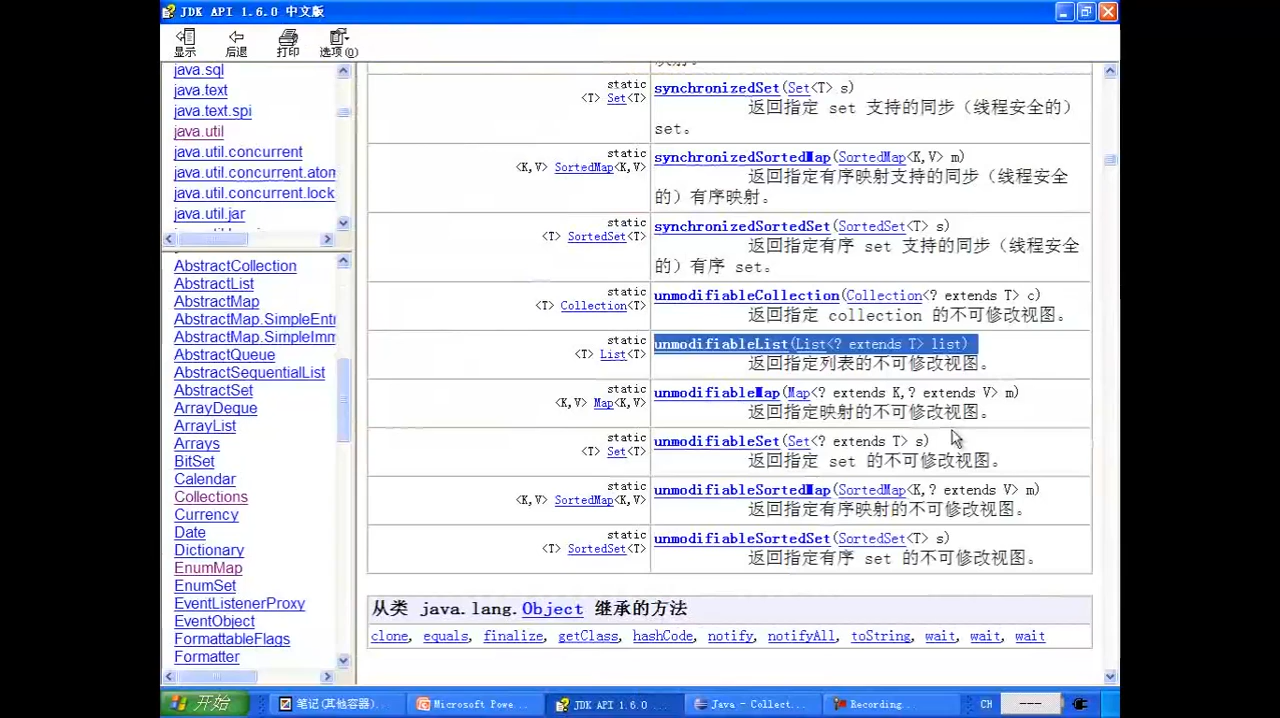 JDK API 1.6.0 中文版
显示 后退 打印 选项(O)
java.sql
java.text
java.text.spi
java.util
java.util.concurrent
java.util.concurrent.atom
java.util.concurrent.lock
java.util.jar
AbstractCollection
AbstractList
AbstractMap
AbstractMap.SimpleEntr
AbstractMap.SimpleImm
AbstractQueue
AbstractSequentialList
AbstractSet
ArrayDeque
ArrayList
Arrays
BitSet
Calendar
Collections
Currency
Date
Dictionary
EnumMap
EnumSet
EventListenerProxy
EventObject
FormattableFlags
Formatter
static
<T> Set<T>
synchronizedSet(Set<T> s)
返回指定 set 支持的同步（线程安全的）
set。
static
<K,V> SortedMap<K,V>
synchronizedSortedMap(SortedMap<K,V> m)
返回指定有序映射支持的同步（线程安全
的）有序映射。
static
<T> SortedSet<T>
synchronizedSortedSet(SortedSet<T> s)
返回指定有序 set 支持的同步（线程安全
的）有序 set。
static
<T> Collection<T>
unmodifiableCollection(Collection<? extends T> c)
返回指定 collection 的不可修改视图。
static
<T> List<T>
unmodifiableList(List<? extends T> list)
返回指定列表的不可修改视图。
static
<K,V> Map<K,V>
unmodifiableMap(Map<? extends K,? extends V> m)
返回指定映射的不可修改视图。
static
<T> Set<T>
unmodifiableSet(Set<? extends T> s)
返回指定 set 的不可修改视图。
static
<K,V> SortedMap<K,V>
unmodifiableSortedMap(SortedMap<K,? extends V> m)
返回指定有序映射的不可修改视图。
static
<T> SortedSet<T>
unmodifiableSortedSet(SortedSet<T> s)
返回指定有序 set 的不可修改视图。
从类 java.lang.Object 继承的方法
clone, equals, finalize, getClass, hashCode, notify, notifyAll, toString, wait, wait, wait
开始 笔记(其他容器)... Microsoft Powe... JDK API 1.6.0 ... Java - Collect... Recording... CH